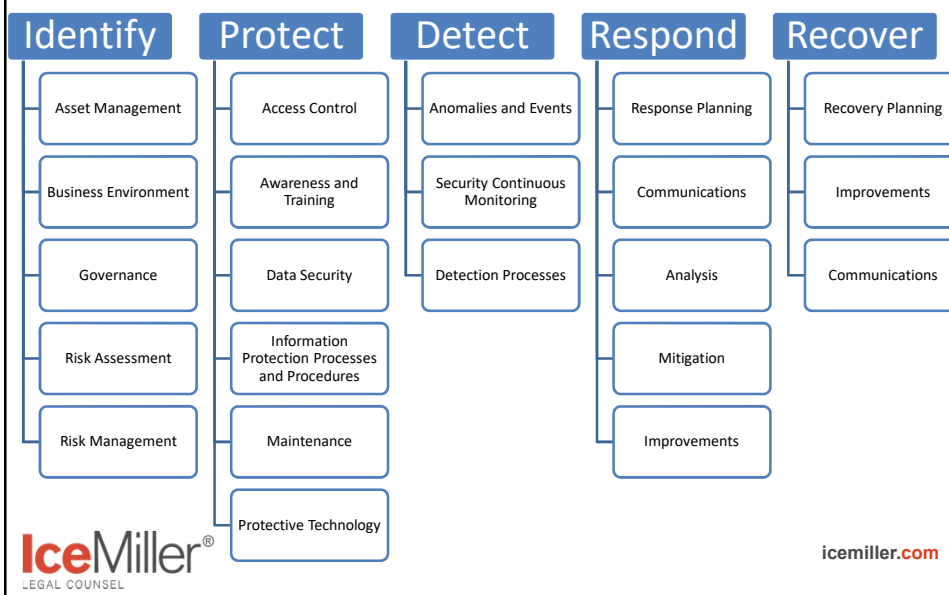 Identify
Asset Management
Business Environment
Governance
Risk Assessment
Risk Management
Protect
Access Control
Awareness and
Training
Data Security
Information
Protection Processes
and Procedures
Maintenance
Protective Technology
Detect
Anomalies and Events
Security Continuous
Monitoring
Detection Processes
Respond
Response Planning
Communications
Analysis
Mitigation
Improvements
Recover
Recovery Planning
Improvements
Communications
IceMiller®
LEGAL COUNSEL
icemiller.com